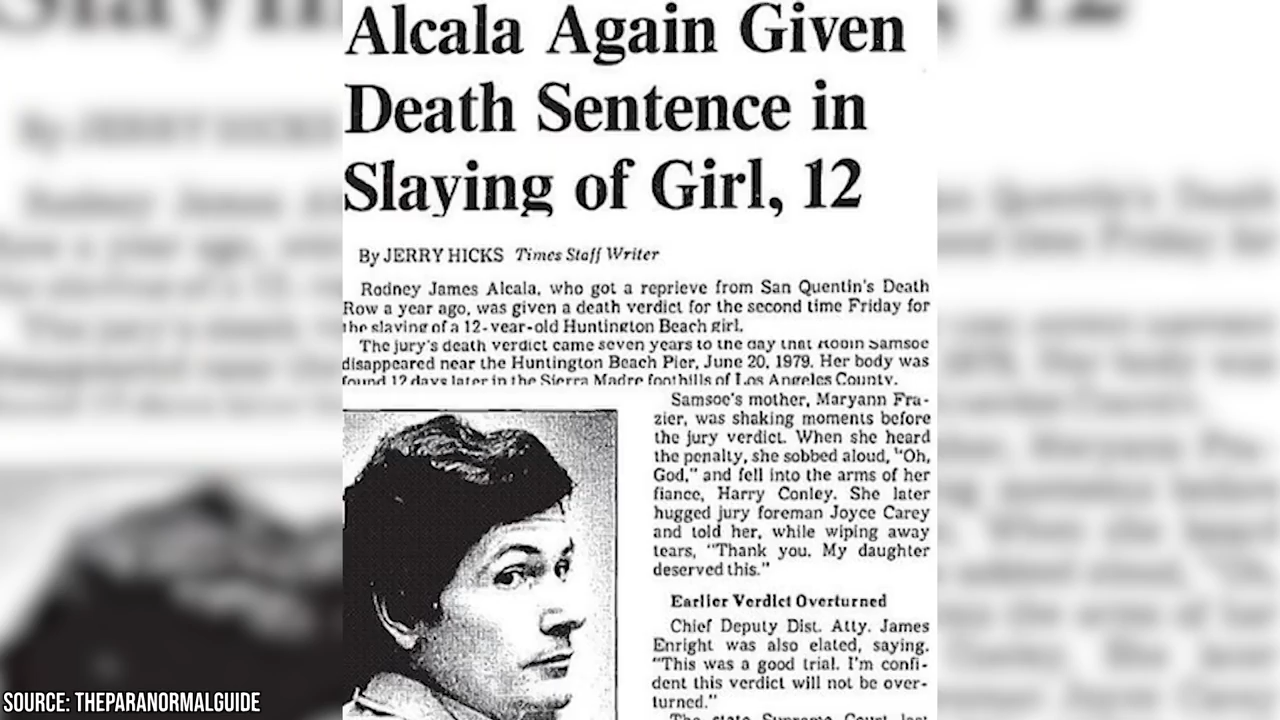 Alcala Again Given
Death Sentence in
Slaying of Girl, 12
By JERRY HICKS Times Staff Writer
Rodney James Alcala, who got a reprieve from San Quentin's Death
Row a year ago, was given a death verdict for the second time Friday for
the slaying of a 12-year-old Huntington Beach girl.
The jury's death verdict came seven years to the day that Robin Samsoe
disappeared near the Huntington Beach Pier, June 20, 1979. Her body was
found 12 days later in the Sierra Madre foothills of Los Angeles County.
Samsoe's mother, Maryann Fra-
zier, was shaking moments before
the jury verdict. When she heard
the penalty, she sobbed aloud, "Oh,
God," and fell into the arms of her
fiance, Harry Conley. She later
hugged jury foreman Joyce Carey
and told her, while wiping away
tears, "Thank you. My daughter
deserved this."
Earlier Verdict Overturned
Chief Deputy Dist. Atty. James
Enright was also elated, saying.
"This was a good trial. I'm confi-
dent this verdict will not be over-
turned."
The state Supreme Court last
SOURCE: THEPARANORMALGUIDE